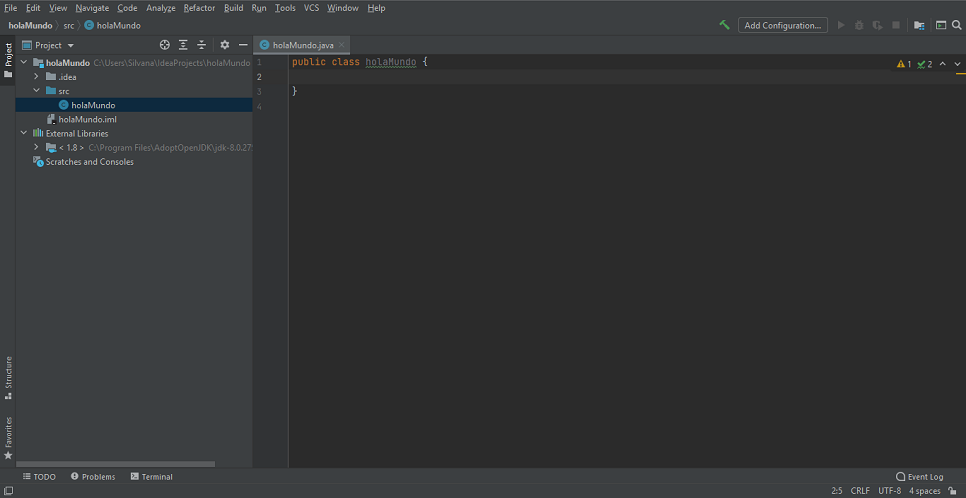 File Edit View Navigate Code Analyze Refactor Build Run Tools VCS Window Help
holaMundo src holaMundo
Add Configuration...
Project
holaMundo.java
Project
holaMundo C:\Users\Silvana\IdeaProjects\holaMundo
.idea
src
holaMundo
holaMundo.iml
External Libraries
< 1.8 > C:\Program Files\AdoptOpenJDK\jdk-8.0.27
Scratches and Consoles
1 public class holaMundo {
2
3 }
4
1 2
Structure
Favorites
TODO Problems Terminal
Event Log
2:5 CRLF UTF-8 4 spaces